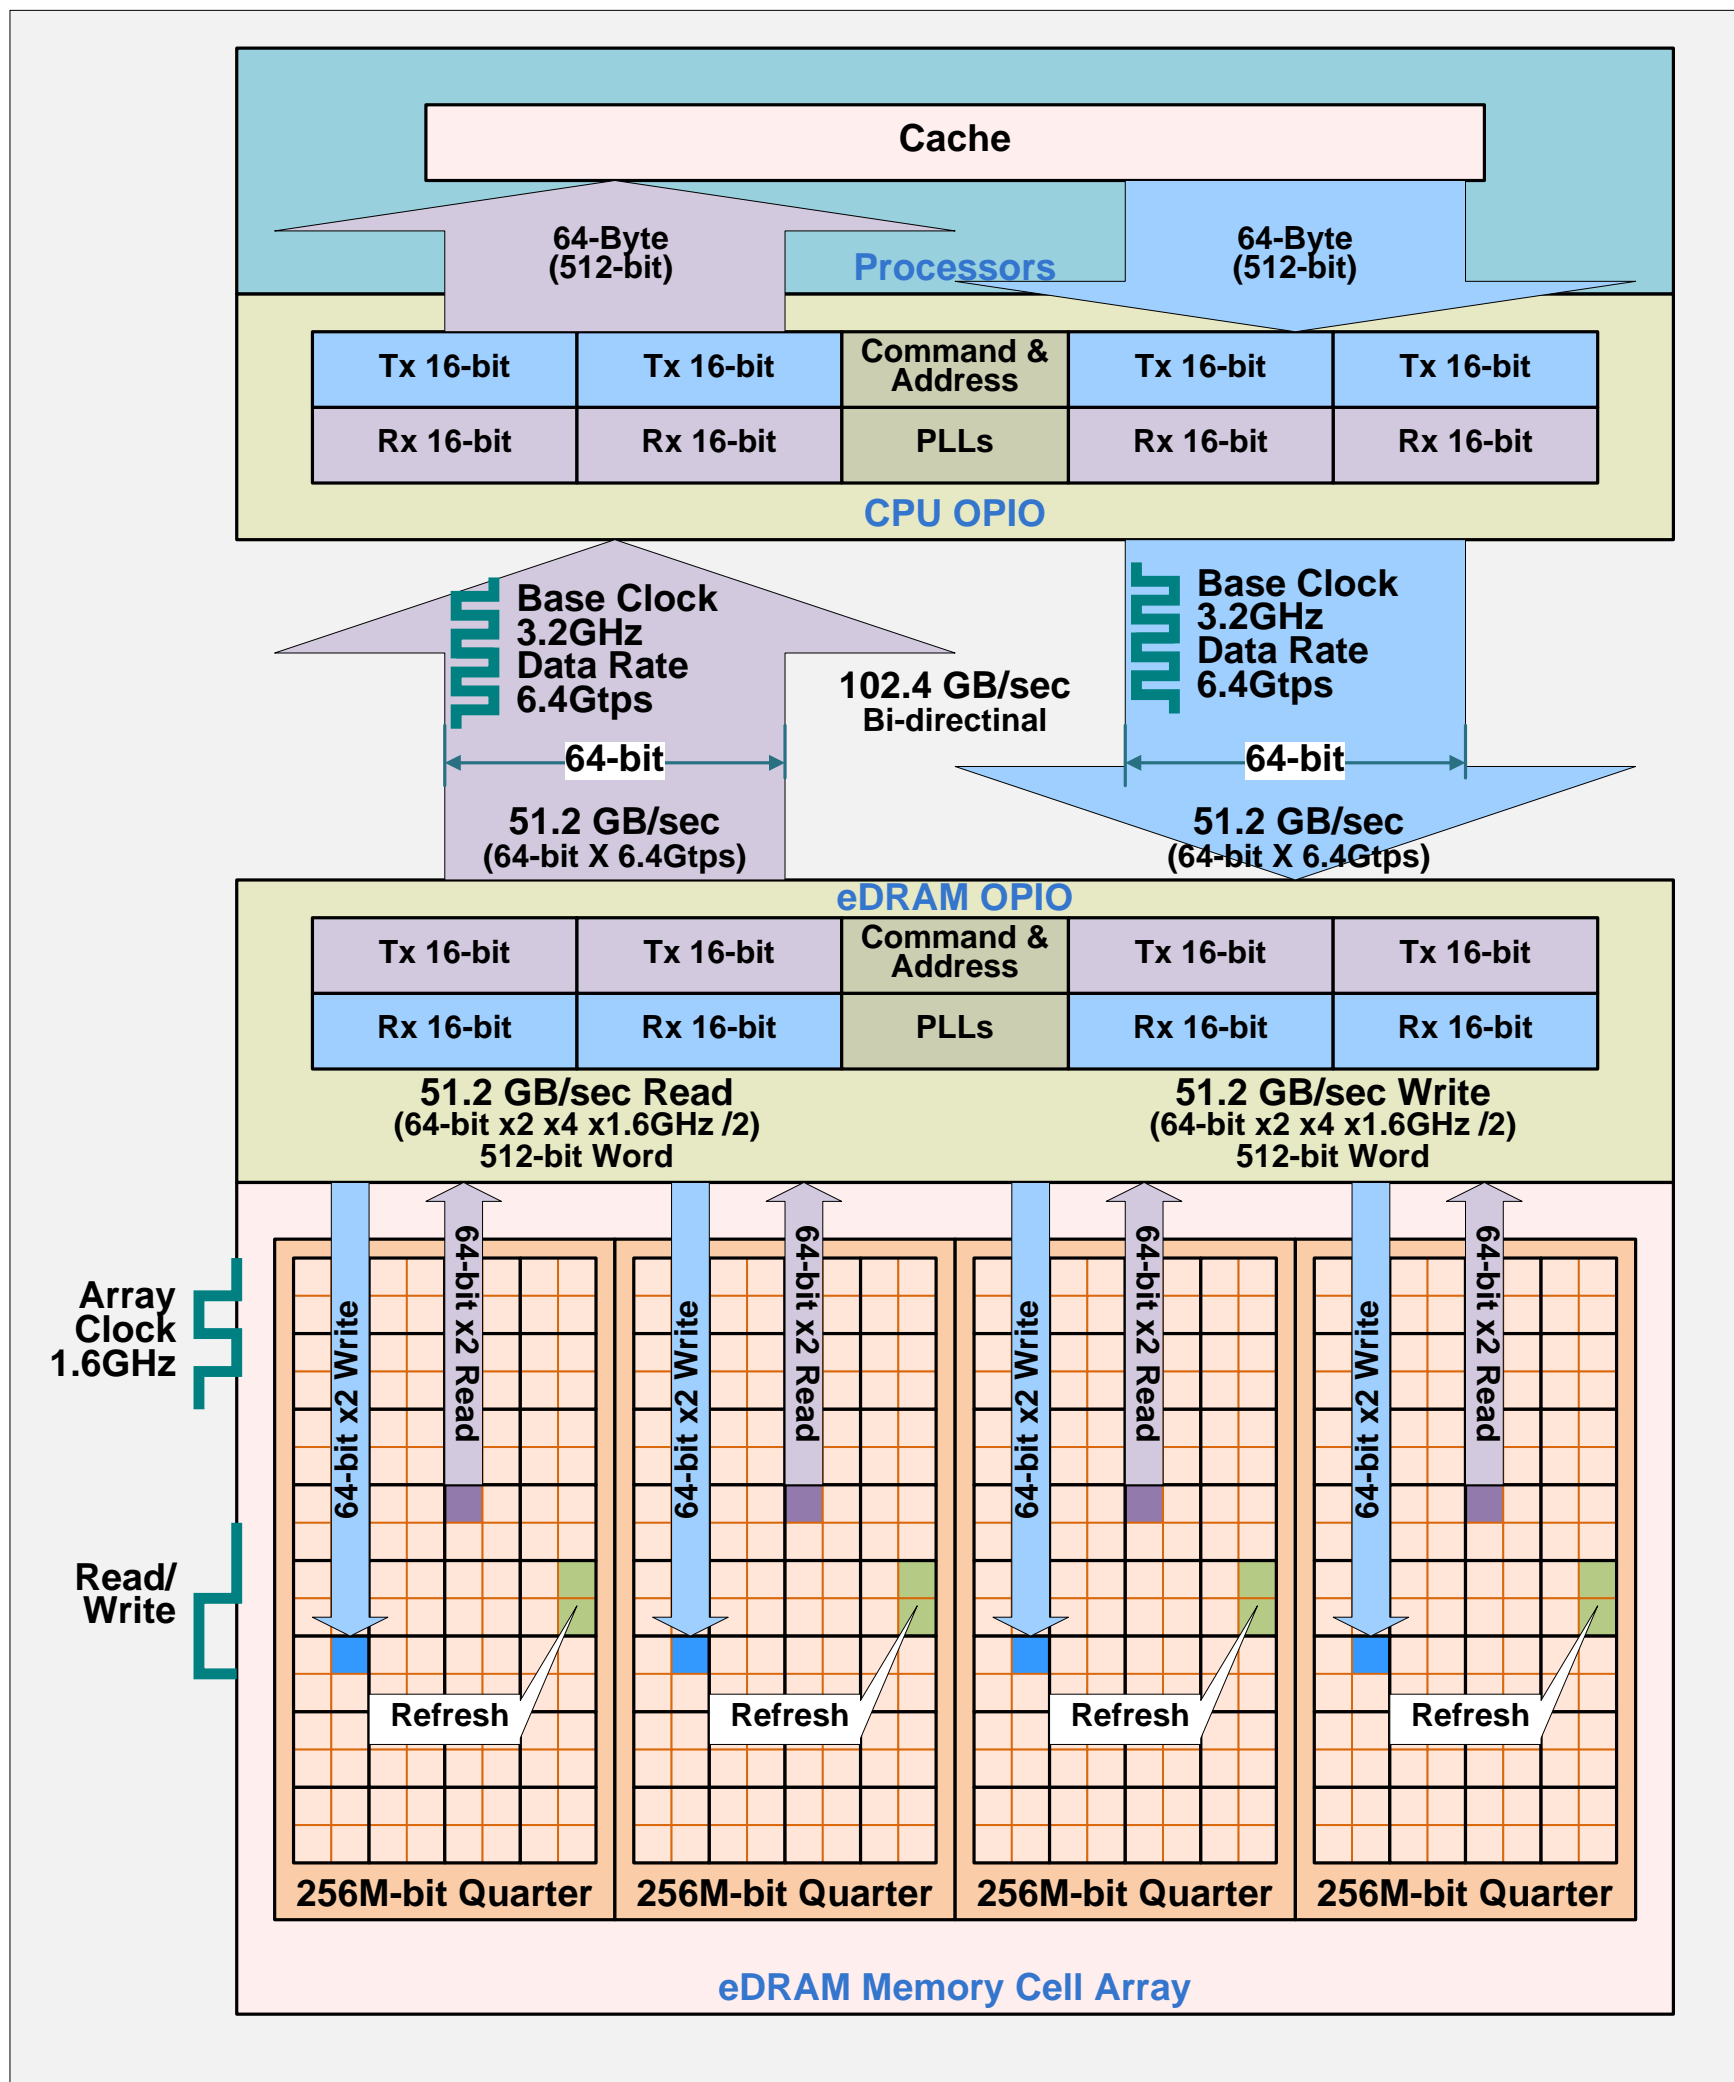 Cache
64-Byte
(512-bit)
Processors
64-Byte
(512-bit)
Tx 16-bit
Tx 16-bit
Command &
Address
Tx 16-bit
Tx 16-bit
Rx 16-bit
Rx 16-bit
PLLs
Rx 16-bit
Rx 16-bit
CPU OPIO
Base Clock
3.2GHz
Data Rate
6.4Gtps
102.4 GB/sec
Bi-directinal
Base Clock
3.2GHz
Data Rate
6.4Gtps
64-bit
64-bit
51.2 GB/sec
(64-bit X 6.4Gtps)
51.2 GB/sec
(64-bit X 6.4Gtps)
eDRAM OPIO
Tx 16-bit
Tx 16-bit
Command &
Address
Tx 16-bit
Tx 16-bit
Rx 16-bit
Rx 16-bit
PLLs
Rx 16-bit
Rx 16-bit
51.2 GB/sec Read
(64-bit x2 x4 x1.6GHz /2)
512-bit Word
51.2 GB/sec Write
(64-bit x2 x4 x1.6GHz /2)
512-bit Word
Array
Clock
1.6GHz
64-bit x2 Write
64-bit x2 Read
64-bit x2 Write
64-bit x2 Read
64-bit x2 Write
64-bit x2 Read
64-bit x2 Write
64-bit x2 Read
Read/
Write
Refresh
Refresh
Refresh
Refresh
256M-bit Quarter
256M-bit Quarter
256M-bit Quarter
256M-bit Quarter
eDRAM Memory Cell Array